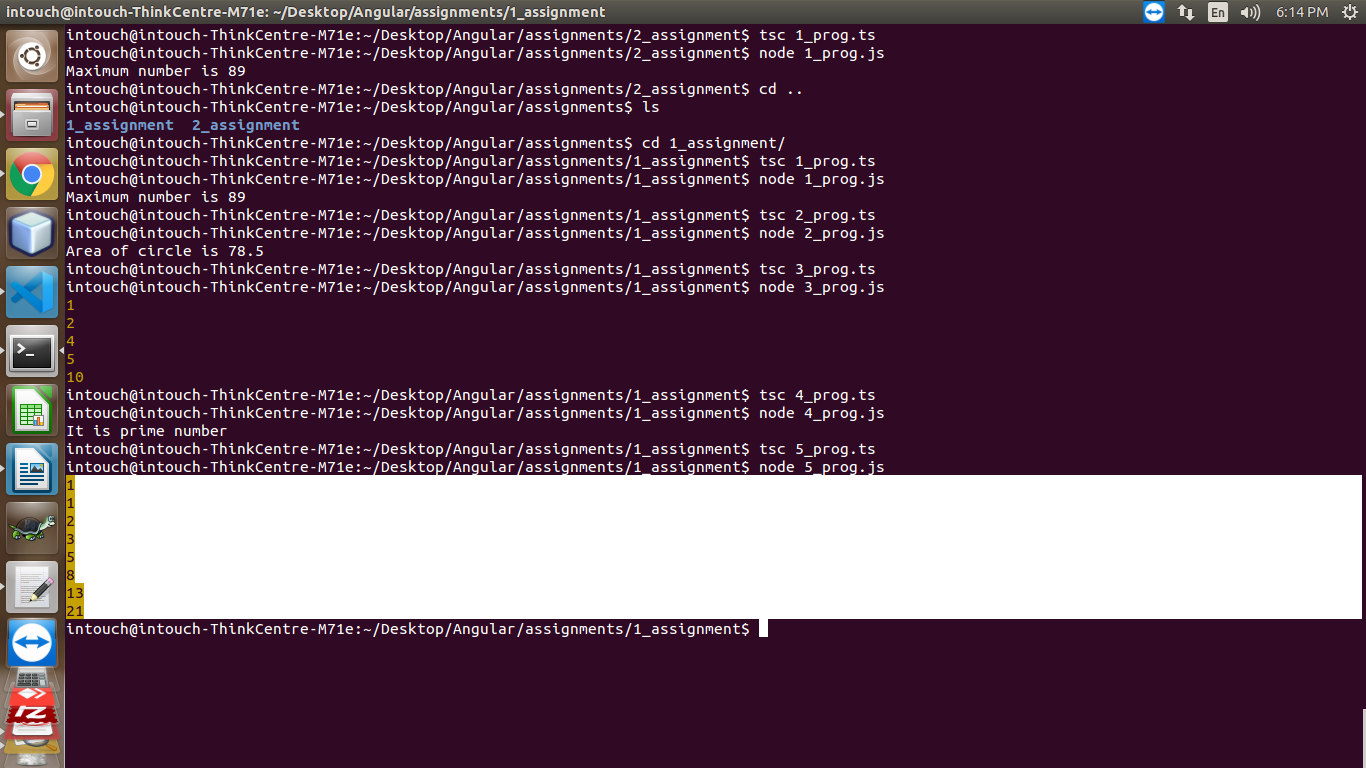 intouch@intouch-ThinkCentre-M71e: ~/Desktop/Angular/assignments/1_assignment
En
6:14 PM
intouch@intouch-ThinkCentre-M71e:~/Desktop/Angular/assignments/2_assignment$ tsc 1_prog.ts
intouch@intouch-ThinkCentre-M71e:~/Desktop/Angular/assignments/2_assignment$ node 1_prog.js
Maximum number is 89
intouch@intouch-ThinkCentre-M71e:~/Desktop/Angular/assignments/2_assignment$ cd ..
intouch@intouch-ThinkCentre-M71e:~/Desktop/Angular/assignments$ ls
1_assignment  2_assignment
intouch@intouch-ThinkCentre-M71e:~/Desktop/Angular/assignments$ cd 1_assignment/
intouch@intouch-ThinkCentre-M71e:~/Desktop/Angular/assignments/1_assignment$ tsc 1_prog.ts
intouch@intouch-ThinkCentre-M71e:~/Desktop/Angular/assignments/1_assignment$ node 1_prog.js
Maximum number is 89
intouch@intouch-ThinkCentre-M71e:~/Desktop/Angular/assignments/1_assignment$ tsc 2_prog.ts
intouch@intouch-ThinkCentre-M71e:~/Desktop/Angular/assignments/1_assignment$ node 2_prog.js
Area of circle is 78.5
intouch@intouch-ThinkCentre-M71e:~/Desktop/Angular/assignments/1_assignment$ tsc 3_prog.ts
intouch@intouch-ThinkCentre-M71e:~/Desktop/Angular/assignments/1_assignment$ node 3_prog.js
1
2
4
5
10
intouch@intouch-ThinkCentre-M71e:~/Desktop/Angular/assignments/1_assignment$ tsc 4_prog.ts
intouch@intouch-ThinkCentre-M71e:~/Desktop/Angular/assignments/1_assignment$ node 4_prog.js
It is prime number
intouch@intouch-ThinkCentre-M71e:~/Desktop/Angular/assignments/1_assignment$ tsc 5_prog.ts
intouch@intouch-ThinkCentre-M71e:~/Desktop/Angular/assignments/1_assignment$ node 5_prog.js
1
1
2
3
5
8
13
21
intouch@intouch-ThinkCentre-M71e:~/Desktop/Angular/assignments/1_assignment$